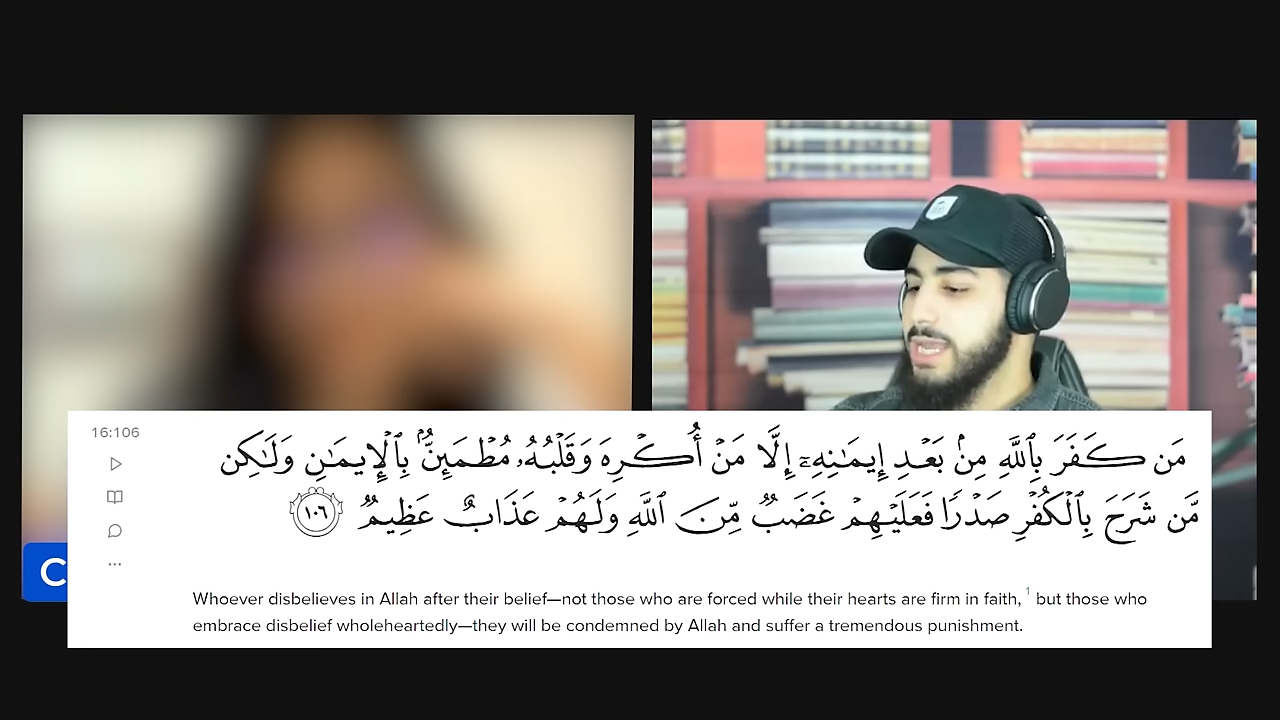 16:106
مَن كَفَرَ بِٱللَّهِ مِنۢ بَعْدِ إِيمَـٰنِهِۦٓ إِلَّا مَنْ أُكْرِهَ وَقَلْبُهُۥ مُطْمَئِنٌّۢ بِٱلْإِيمَـٰنِ وَلَـٰكِن
مَّن شَرَحَ بِٱلْكُفْرِ صَدْرًا فَعَلَيْهِمْ غَضَبٌ مِّنَ ٱللَّهِ وَلَهُمْ عَذَابٌ عَظِيمٌ ١٠٦
Whoever disbelieves in Allah after their belief—not those who are forced while their hearts are firm in faith, 1 but those who
embrace disbelief wholeheartedly—they will be condemned by Allah and suffer a tremendous punishment.
C